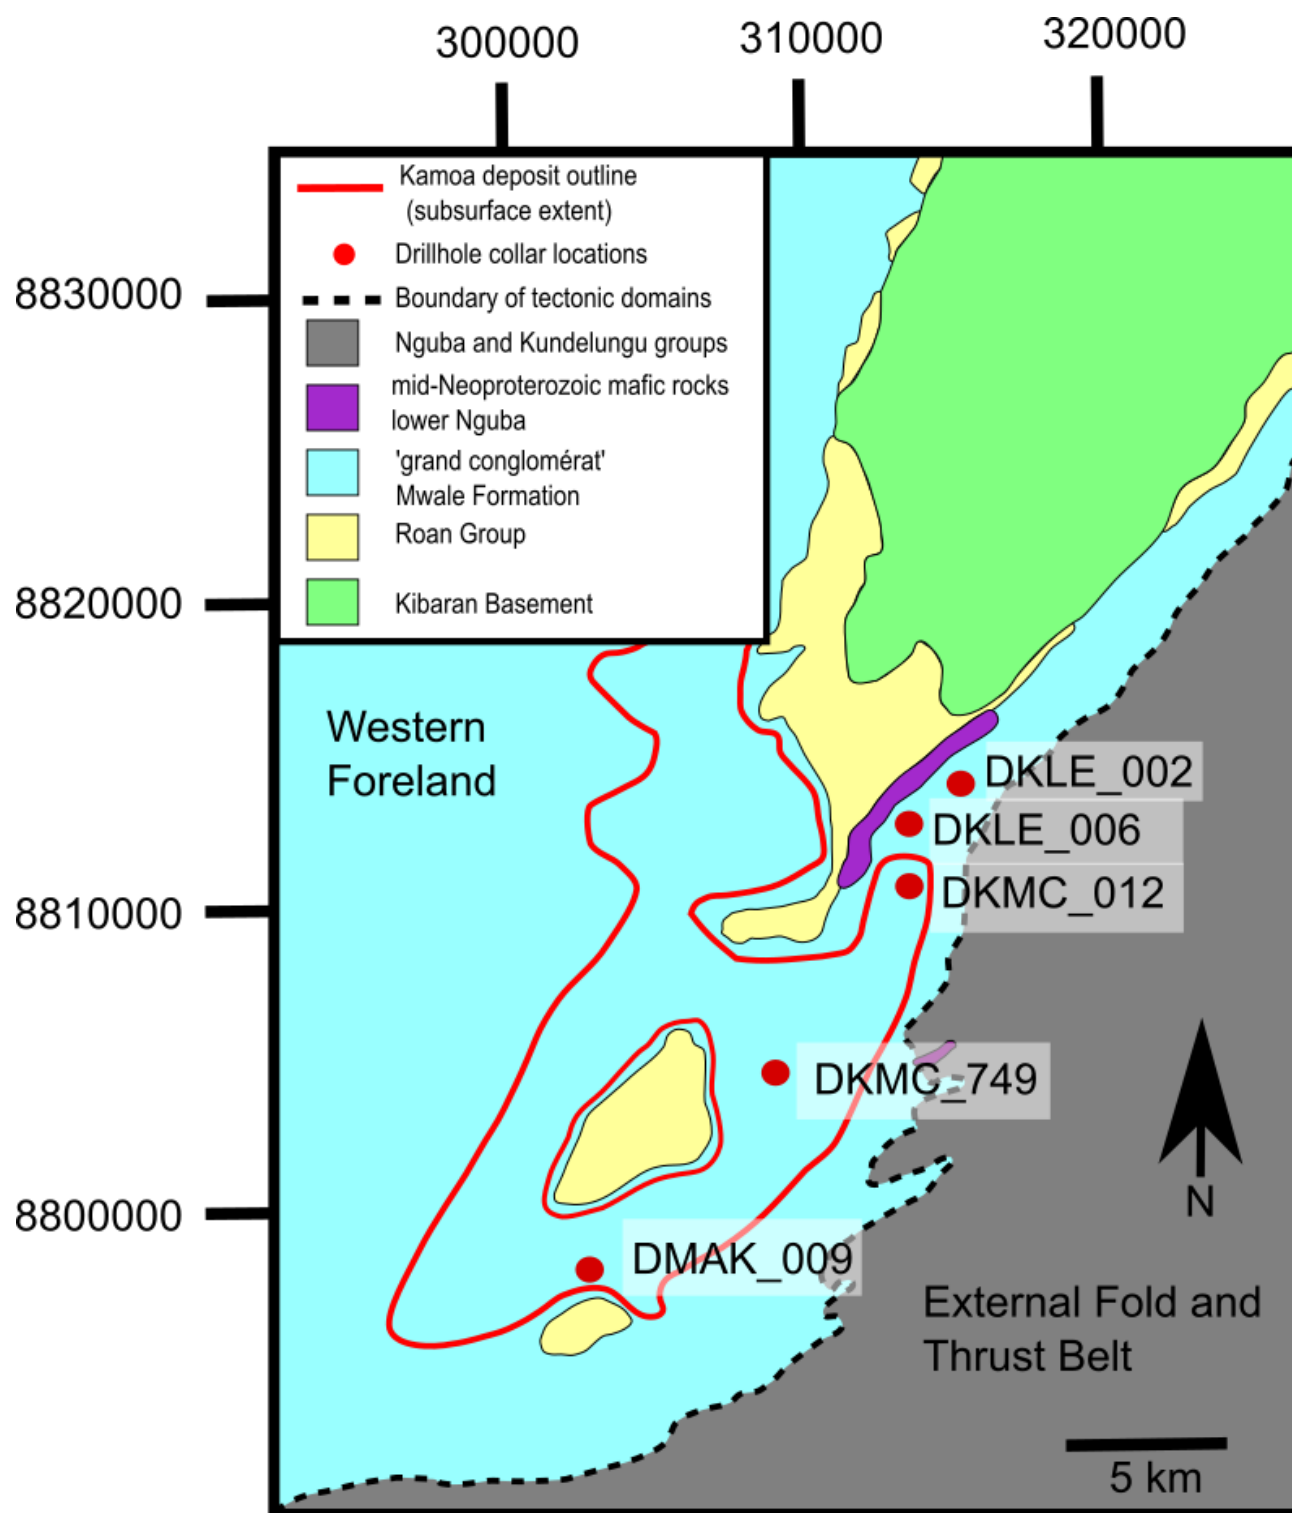 300000
310000
320000
Kamoa deposit outline
(subsurface extent)
Drillhole collar locations
Boundary of tectonic domains
Nguba and Kundelungu groups
mid-Neoproterozoic mafic rocks
lower Nguba
'grand conglomérat'
Mwale Formation
Roan Group
Kibaran Basement
8830000
8820000
8810000
8800000
Western
Foreland
DKLE_002
DKLE_006
DKMC_012
DKMC_749
DMAK_009
N
External Fold and
Thrust Belt
5 km